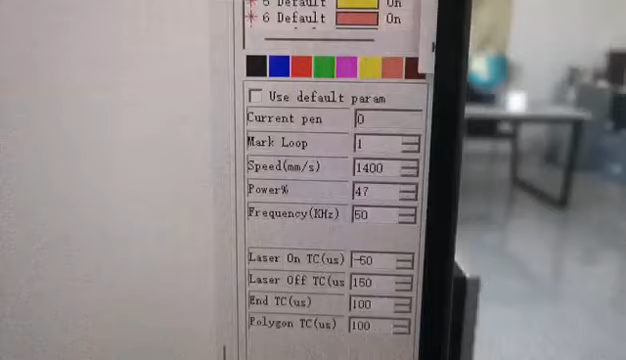 5 Default On
6 Default On
Use default param
Current pen 0
Mark Loop 1
Speed(mm/s) 1400
Power% 47
Frequency(KHz) 50
Laser On TC(us) -50
Laser Off TC(us 150
End TC(us) 100
Polygon TC(us) 100